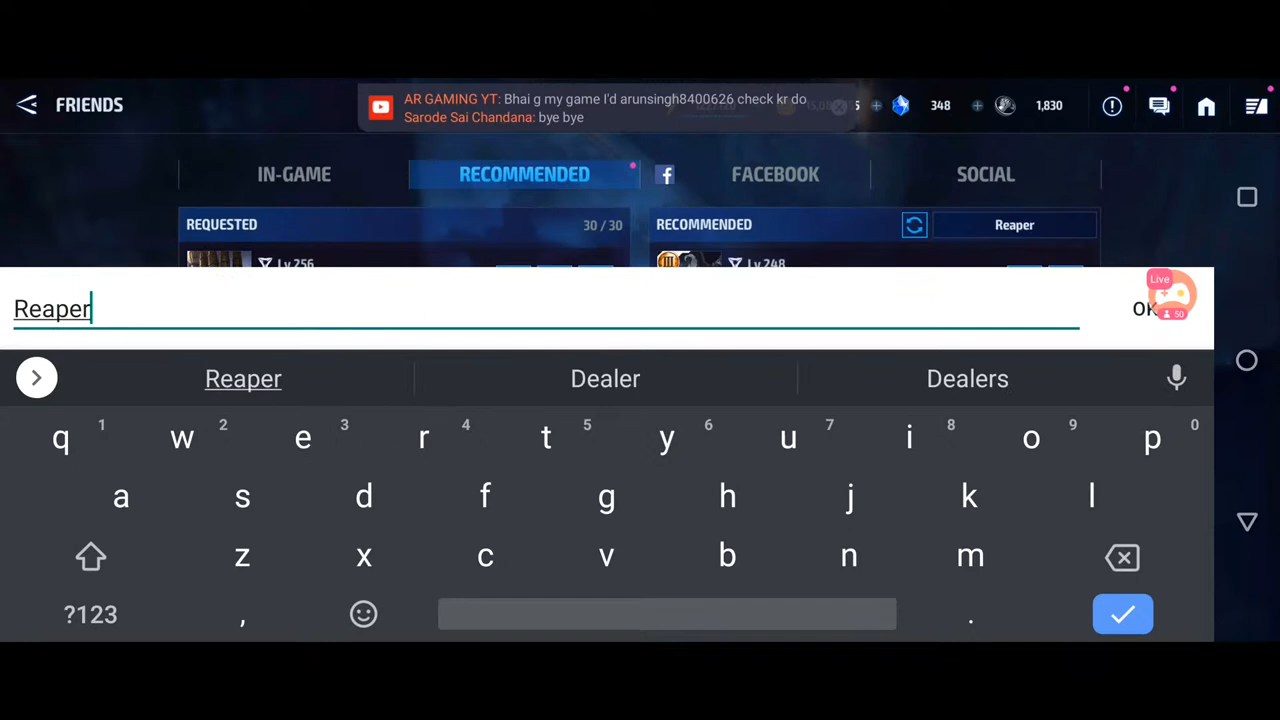 FRIENDS
AR GAMING YT: Bhai g my game I'd arunsingh8400626 check kr do
Sarode Sai Chandana: bye bye
348
1,830
IN-GAME
RECOMMENDED
FACEBOOK
SOCIAL
REQUESTED
30 / 30
RECOMMENDED
Reaper
Lv.256
III
Lv.248
Reaper
Live
50
Reaper
Dealer
Dealers
q 1 w 2 e 3 r 4 t 5 y 6 u 7 i 8 o 9 p 0
a s d f g h j k l
z x c v b n m
?123 , .